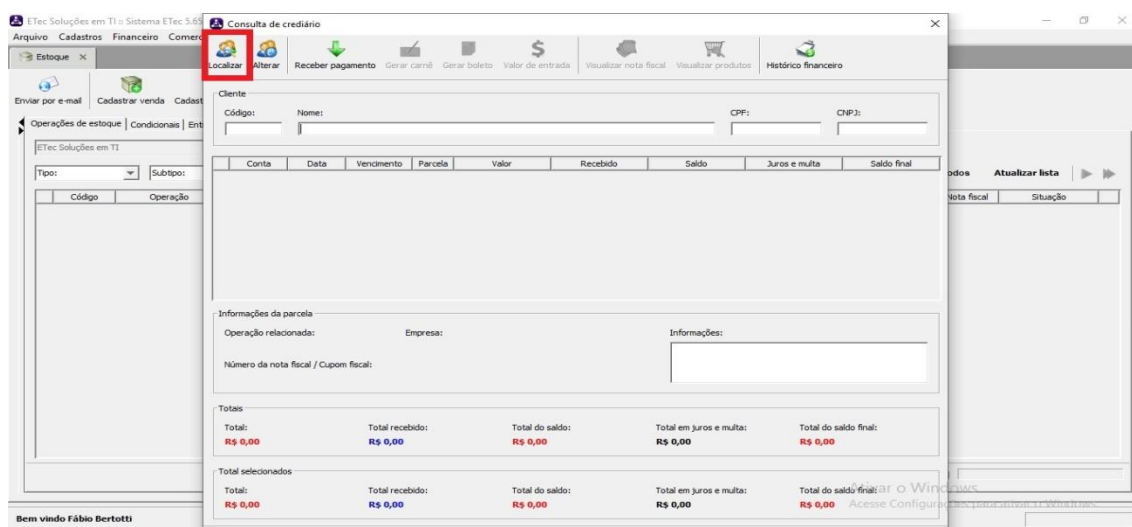 ETec Soluções em TI :: Sistema ETec 5.65
Arquivo Cadastros Financeiro Comerc
Estoque
Enviar por e-mail Cadastrar venda Cadast
Operações de estoque Condicionais Ent
ETec Soluções em TI
Tipo: Subtipo:
Código Operação
Consulta de crediário
Localizar Alterar Receber pagamento Gerar carnê Gerar boleto Valor de entrada Visualizar nota fiscal Visualizar produtos Histórico financeiro
Cliente
Código: Nome: CPF: CNPJ:
Conta Data Vencimento Parcela Valor Recebido Saldo Juros e multa Saldo final
Informações da parcela
Operação relacionada: Empresa: Informações:
Número da nota fiscal / Cupom fiscal:
Totais
Total: Total recebido: Total do saldo: Total em juros e multa: Total do saldo final:
R$ 0,00 R$ 0,00 R$ 0,00 R$ 0,00 R$ 0,00
Total selecionados
Total: Total recebido: Total do saldo: Total em juros e multa: Total do saldo final:
R$ 0,00 R$ 0,00 R$ 0,00 R$ 0,00 R$ 0,00
odos Atualizar lista
Nota fiscal Situação
Ativar o Windows
Acesse Configurações para ativar o Windows.
Bem vindo Fábio Bertotti